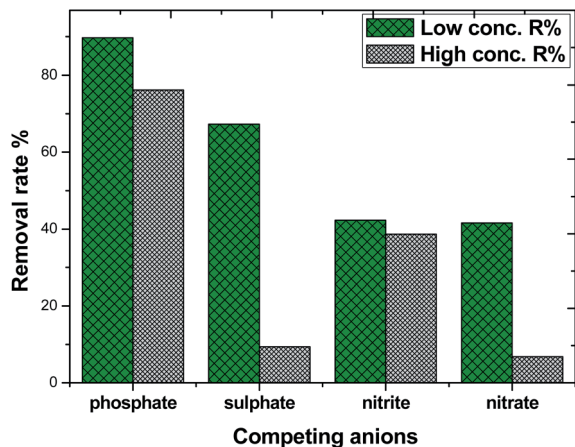 Low conc. R%
High conc. R%
Removal rate %
80
60
40
20
0
phosphate sulphate nitrite nitrate
Competing anions